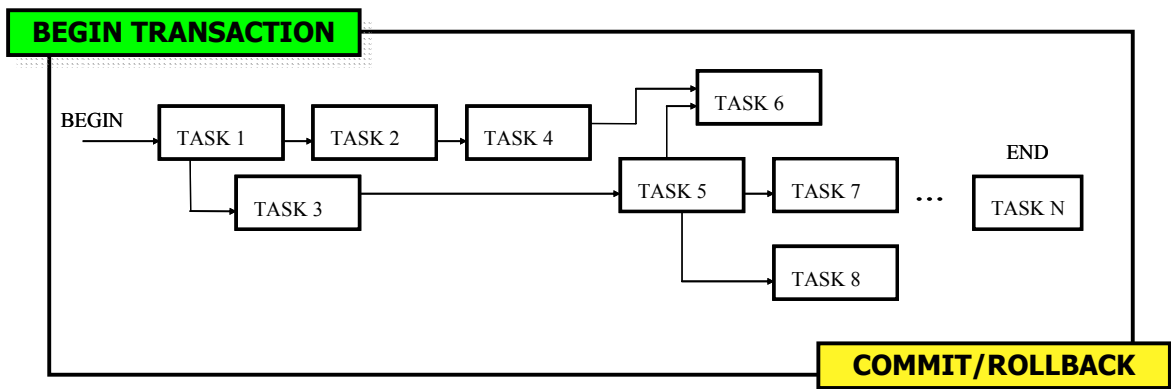 BEGIN TRANSACTION
BEGIN
TASK 1
TASK 2
TASK 4
TASK 6
TASK 3
TASK 5
TASK 7
...
END
TASK N
TASK 8
COMMIT/ROLLBACK